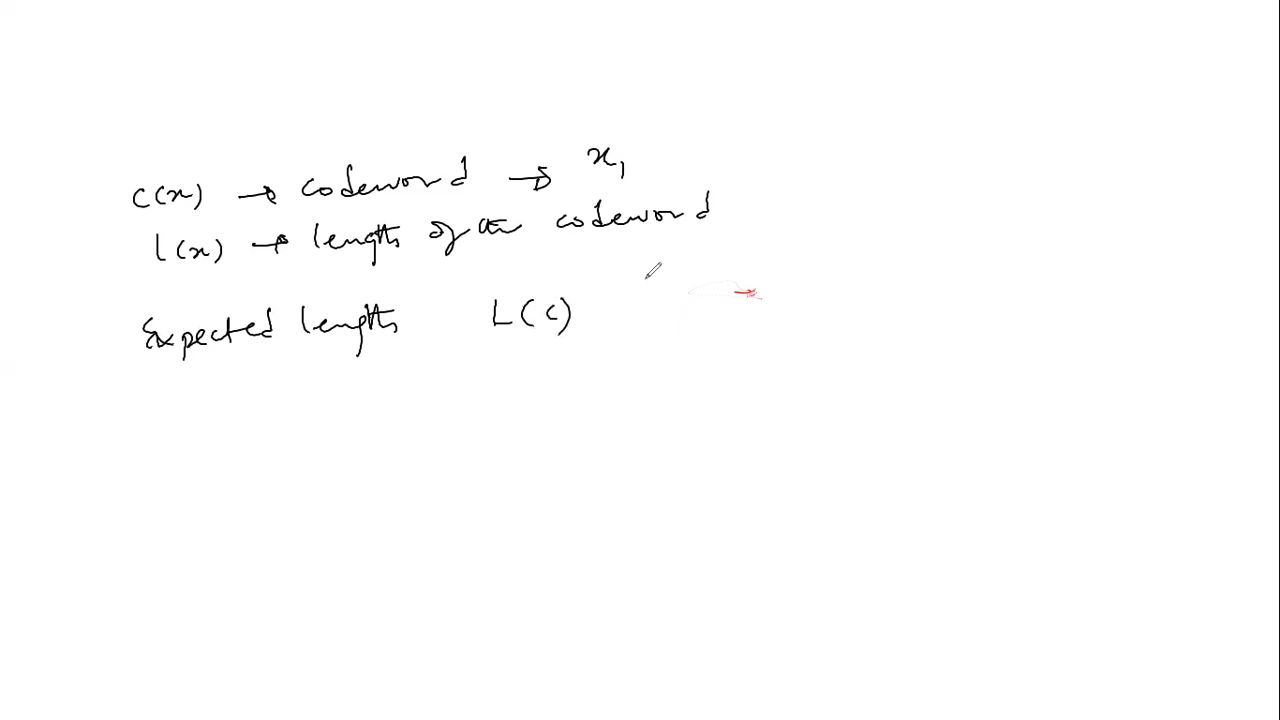 C(x) → codeword → x₁
l(x) → length of the codeword
Expected length L(C)